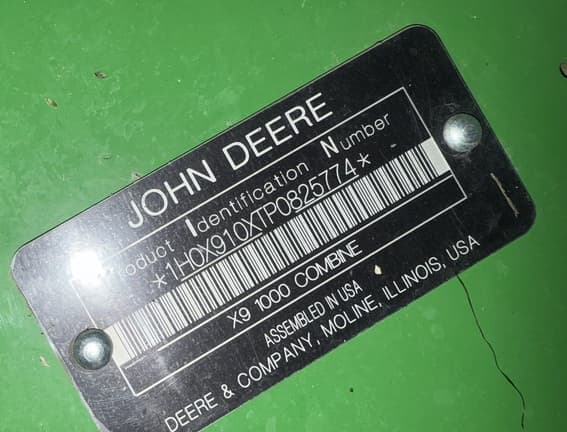 JOHN DEERE
Product Identification Number
*1H0X910XTP0825774*
X9 1000 COMBINE
ASSEMBLED IN USA
DEERE & COMPANY, MOLINE, ILLINOIS, USA